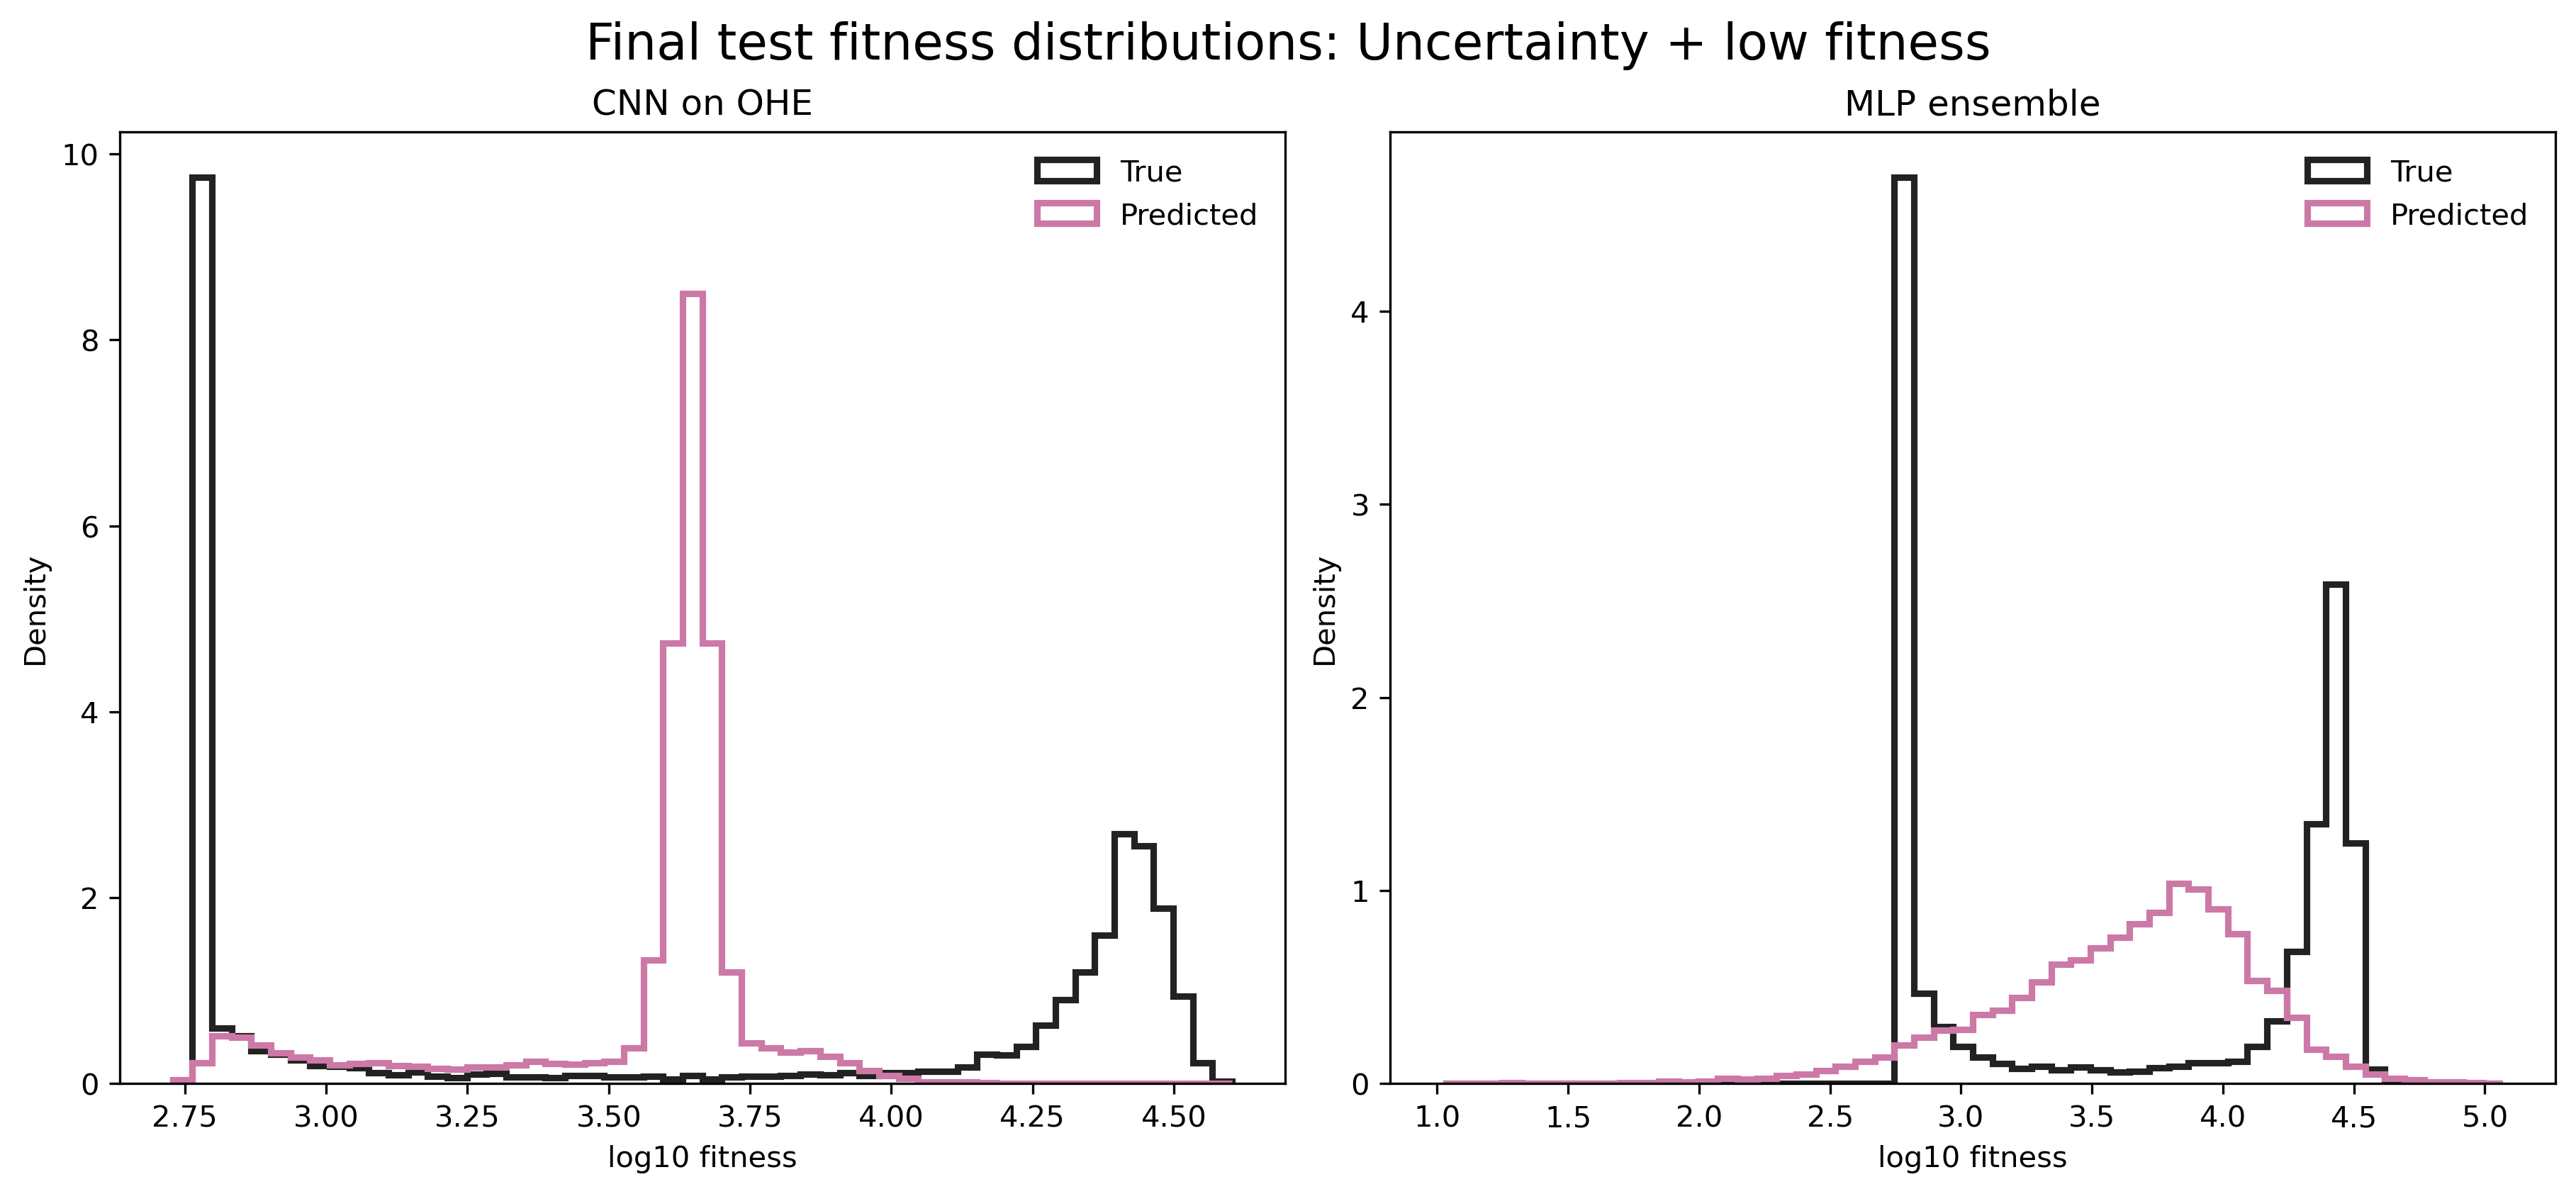 Final test fitness distributions: Uncertainty + low fitness
CNN on OHE
True
Predicted
10
8
6
4
2
0
Density
2.75 3.00 3.25 3.50 3.75 4.00 4.25 4.50
log10 fitness
MLP ensemble
True
Predicted
4
3
2
1
0
Density
1.0 1.5 2.0 2.5 3.0 3.5 4.0 4.5 5.0
log10 fitness